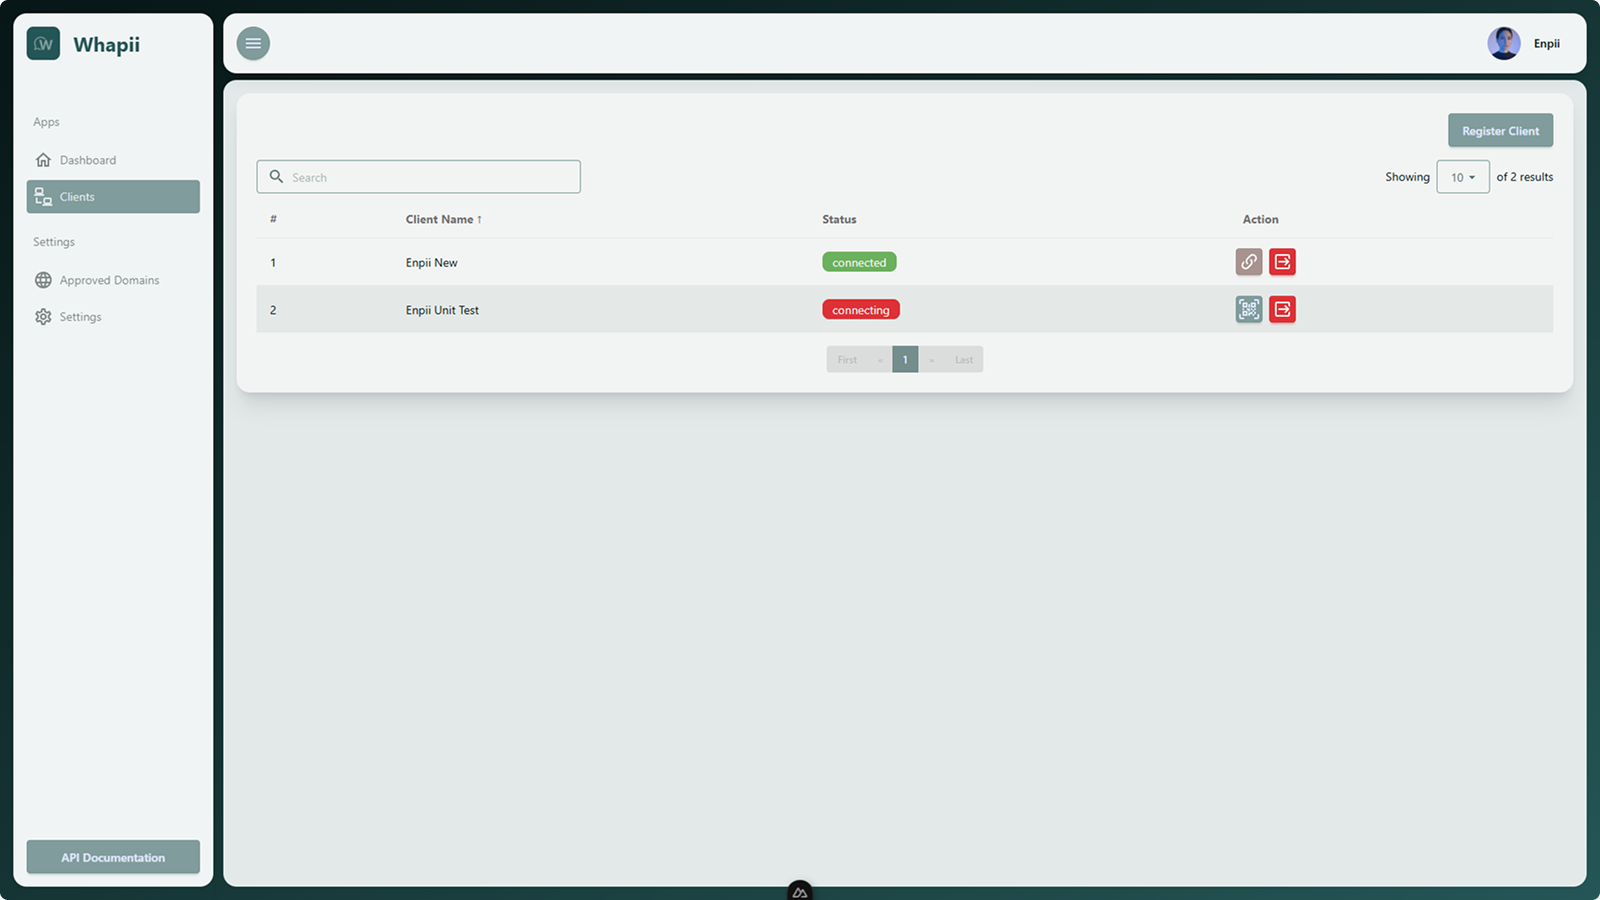 W
Whapii
Enpii
Apps
Dashboard
Clients
Settings
Approved Domains
Settings
API Documentation
Register Client
Search
Showing 10 of 2 results
# Client Name ↑ Status Action
1 Enpii New connected
2 Enpii Unit Test connecting
First « 1 » Last